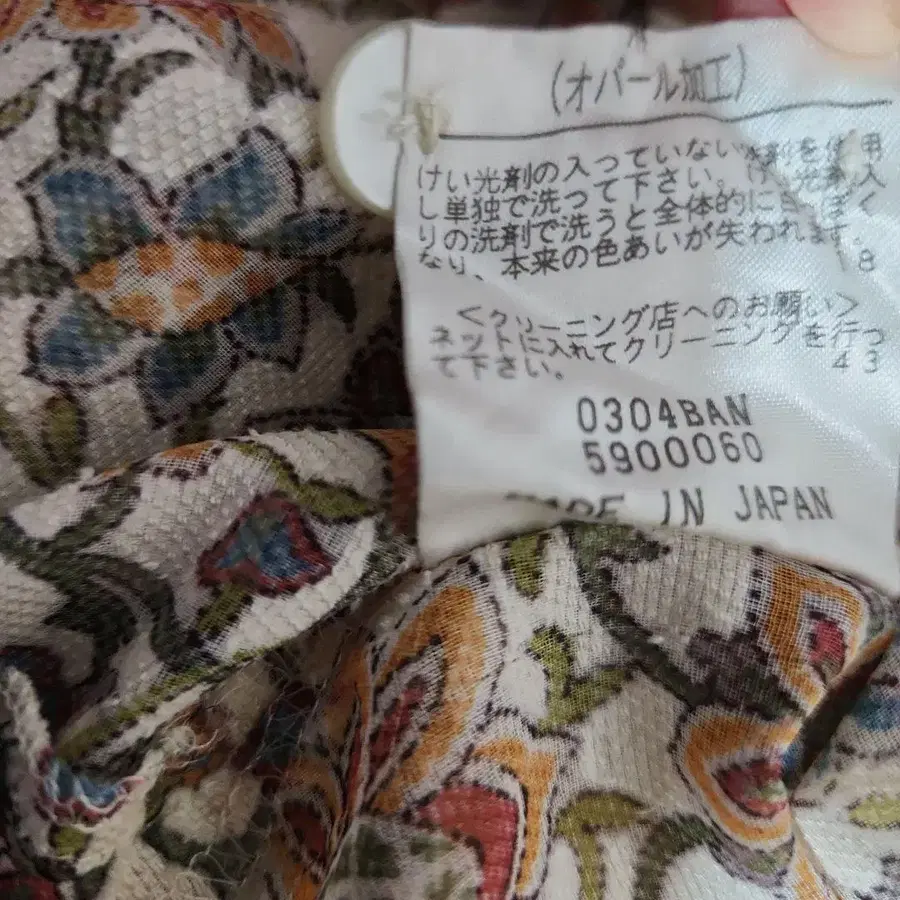 (オパール加工)
けい光剤の入っていない洗剤を使用
し単独で洗って下さい。けい光剤入
りの洗剤で洗うと全体的に白っぽく
なり、本来の色あいが失われます。
18
<クリーニング店へのお願い>
ネットに入れてクリーニングを行っ
て下さい。 43
0304BAN
5900060
MADE IN JAPAN